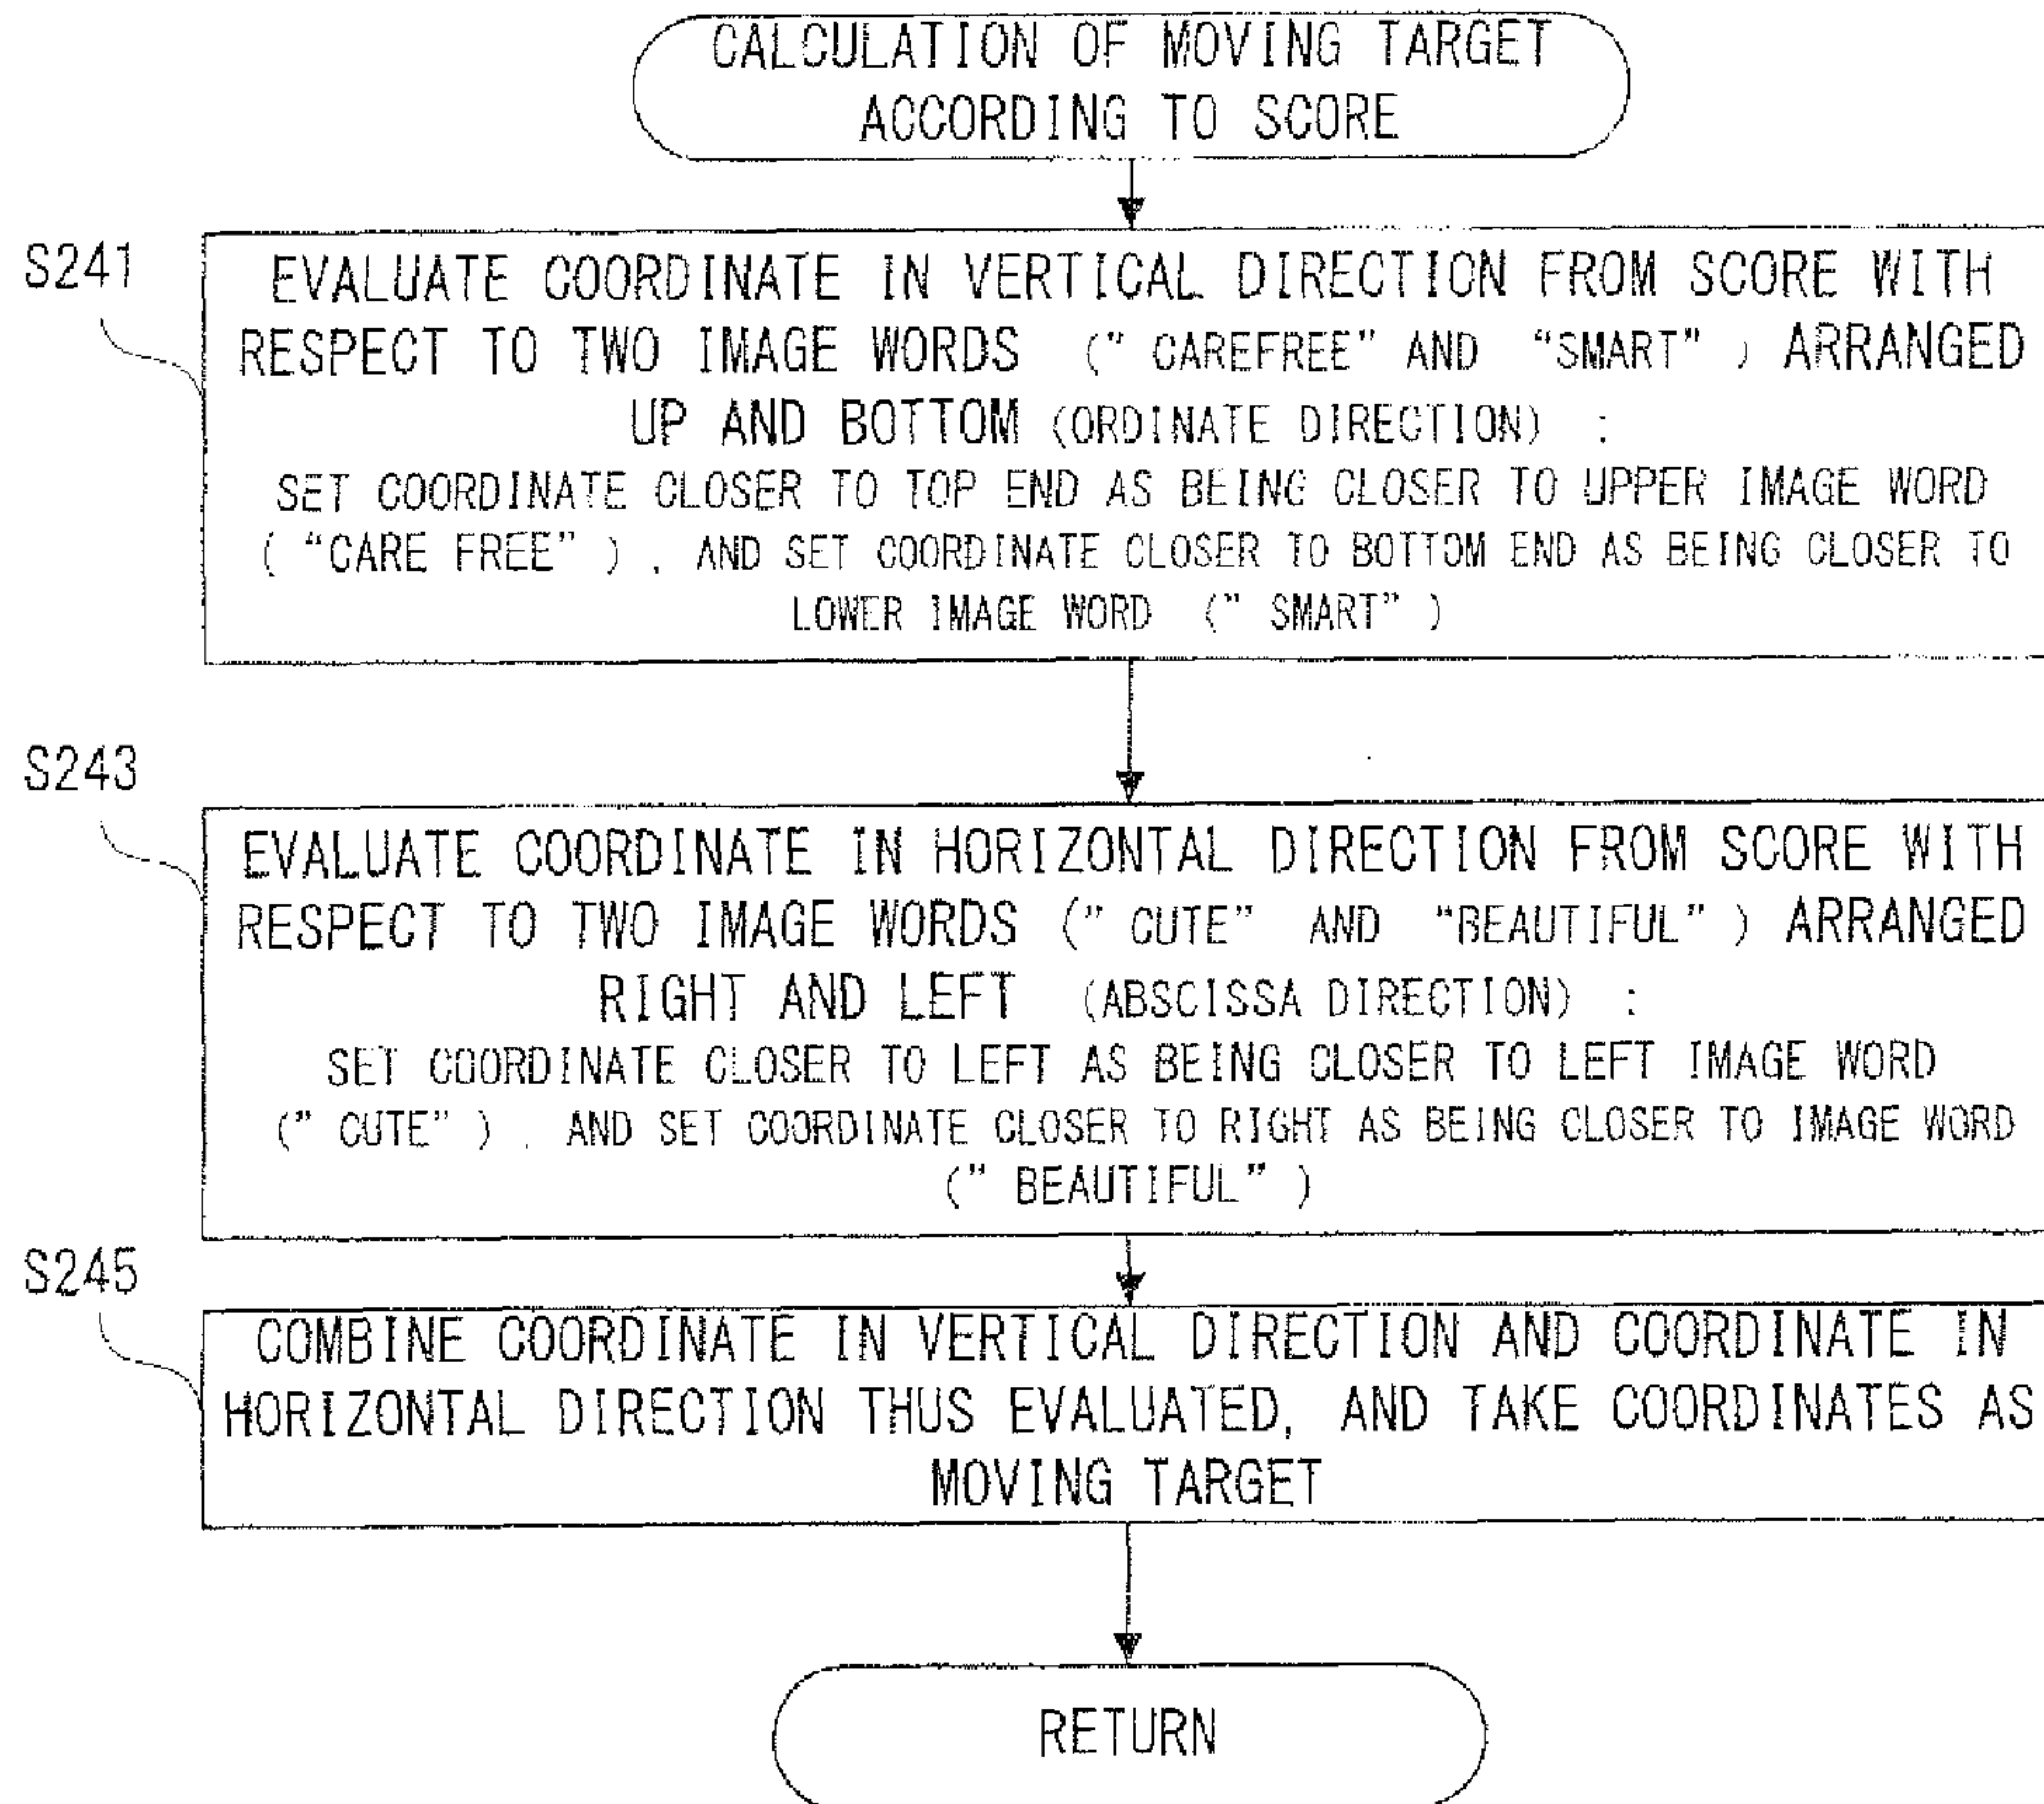 CALCULATION OF MOVING TARGET
ACCORDING TO SCORE
S241
EVALUATE COORDINATE IN VERTICAL DIRECTION FROM SCORE WITH
RESPECT TO TWO IMAGE WORDS (" CAREFREE" AND "SMART" ) ARRANGED
UP AND BOTTOM (ORDINATE DIRECTION) :
SET COORDINATE CLOSER TO TOP END AS BEING CLOSER TO UPPER IMAGE WORD
( "CARE FREE" ) , AND SET COORDINATE CLOSER TO BOTTOM END AS BEING CLOSER TO
LOWER IMAGE WORD (" SMART" )
S243
EVALUATE COORDINATE IN HORIZONTAL DIRECTION FROM SCORE WITH
RESPECT TO TWO IMAGE WORDS (" CUTE" AND "BEAUTIFUL" ) ARRANGED
RIGHT AND LEFT (ABSCISSA DIRECTION) :
SET COORDINATE CLOSER TO LEFT AS BEING CLOSER TO LEFT IMAGE WORD
(" CUTE" ) , AND SET COORDINATE CLOSER TO RIGHT AS BEING CLOSER TO IMAGE WORD
(" BEAUTIFUL" )
S245
COMBINE COORDINATE IN VERTICAL DIRECTION AND COORDINATE IN
HORIZONTAL DIRECTION THUS EVALUATED, AND TAKE COORDINATES AS
MOVING TARGET
RETURN